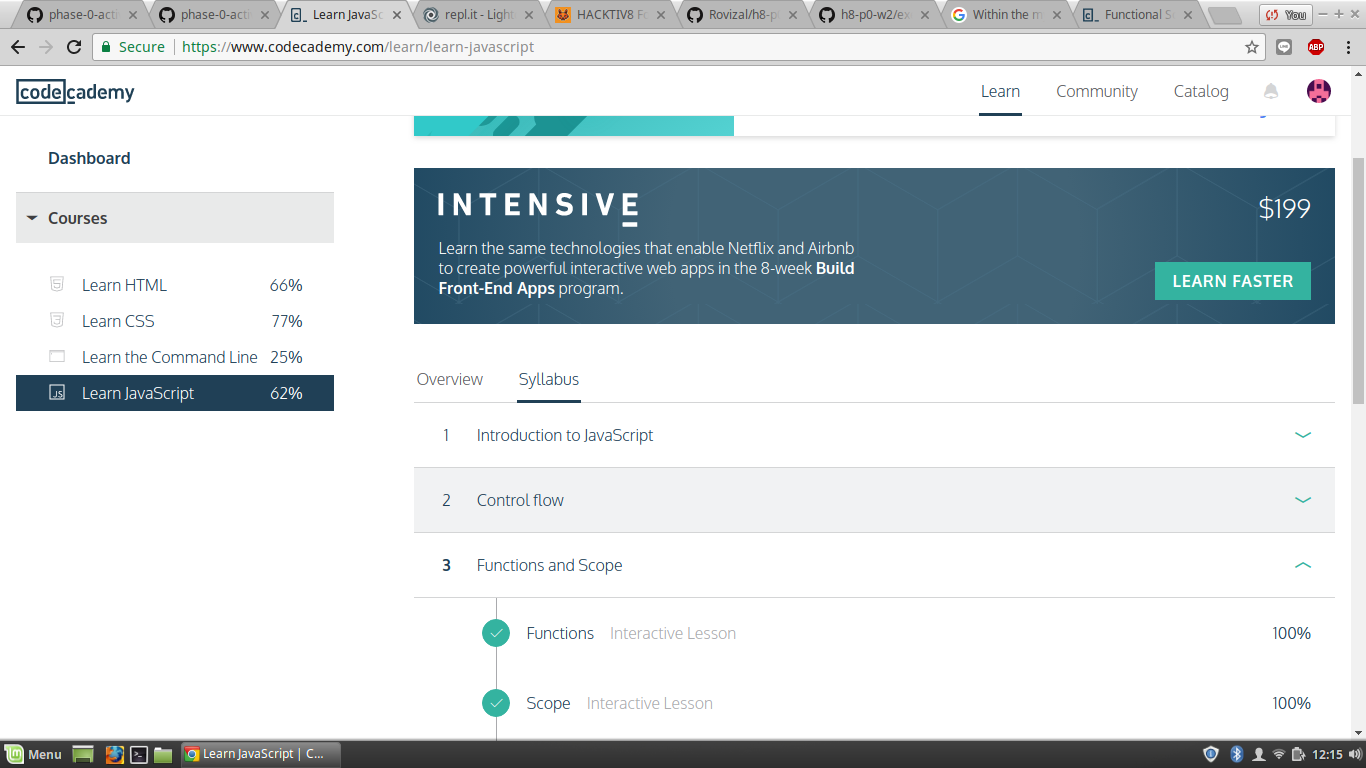 phase-0-acti
phase-0-acti
Learn JavaSc
repl.it - Light
HACKTIV8 Fo
Rovizal/h8-p
h8-p0-w2/exe
Within the m
Functional S
You
Secure https://www.codecademy.com/learn/learn-javascript
ABP
codecademy
Learn Community Catalog
Dashboard
Courses
Learn HTML 66%
Learn CSS 77%
Learn the Command Line 25%
JS Learn JavaScript 62%
INTENSIVE
$199
Learn the same technologies that enable Netflix and Airbnb
to create powerful interactive web apps in the 8-week Build
Front-End Apps program.
LEARN FASTER
Overview Syllabus
1 Introduction to JavaScript
2 Control flow
3 Functions and Scope
Functions Interactive Lesson 100%
Scope Interactive Lesson 100%
Menu
Learn JavaScript | C...
12:15